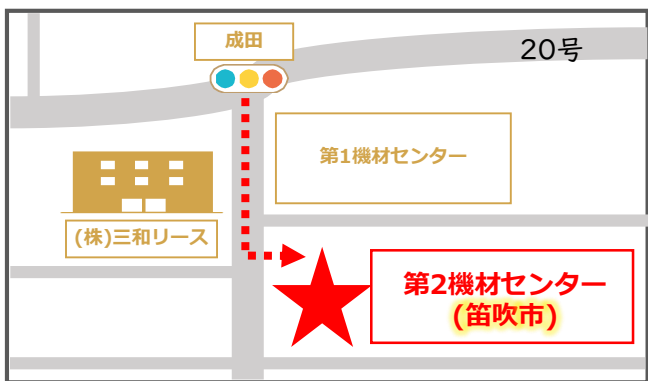 成田
20号
第1機材センター
(株)三和リース
第2機材センター
(笛吹市)